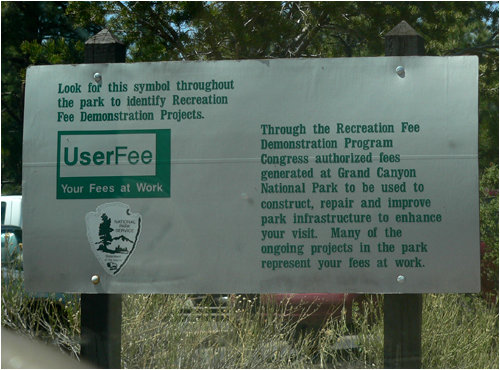 Look for this symbol throughout
the park to identify Recreation
Fee Demonstration Projects.
UserFee
Your Fees at Work
NATIONAL
PARK
SERVICE
Through the Recreation Fee
Demonstration Program
Congress authorized fees
generated at Grand Canyon
National Park to be used to
construct, repair and improve
park infrastructure to enhance
your visit. Many of the
ongoing projects in the park
represent your fees at work.